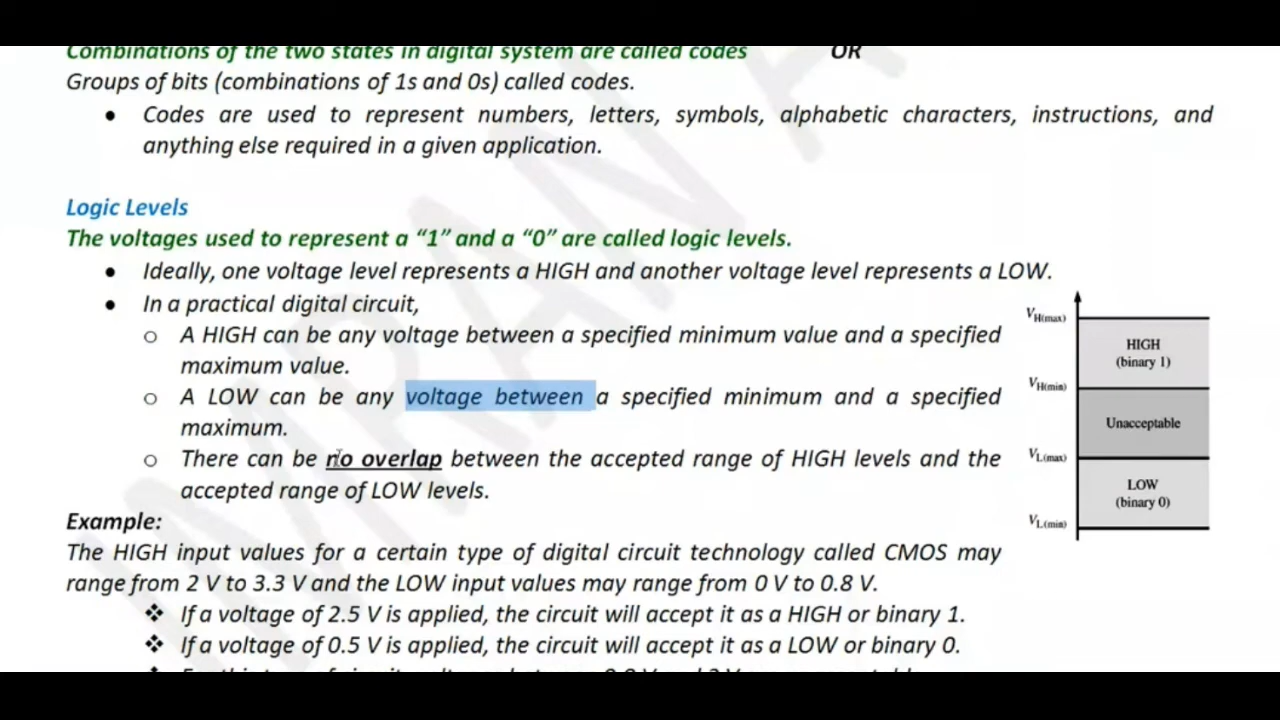 Combinations of the two states in digital system are called codes OR
Groups of bits (combinations of 1s and 0s) called codes.
• Codes are used to represent numbers, letters, symbols, alphabetic characters, instructions, and
anything else required in a given application.
Logic Levels
The voltages used to represent a “1” and a “0” are called logic levels.
• Ideally, one voltage level represents a HIGH and another voltage level represents a LOW.
• In a practical digital circuit,
o A HIGH can be any voltage between a specified minimum value and a specified
maximum value.
o A LOW can be any voltage between a specified minimum and a specified
maximum.
o There can be no overlap between the accepted range of HIGH levels and the
accepted range of LOW levels.
VH(max)
HIGH
(binary 1)
VH(min)
Unacceptable
VL(max)
LOW
(binary 0)
VL(min)
Example:
The HIGH input values for a certain type of digital circuit technology called CMOS may
range from 2 V to 3.3 V and the LOW input values may range from 0 V to 0.8 V.
❖ If a voltage of 2.5 V is applied, the circuit will accept it as a HIGH or binary 1.
❖ If a voltage of 0.5 V is applied, the circuit will accept it as a LOW or binary 0.
IMRAN A